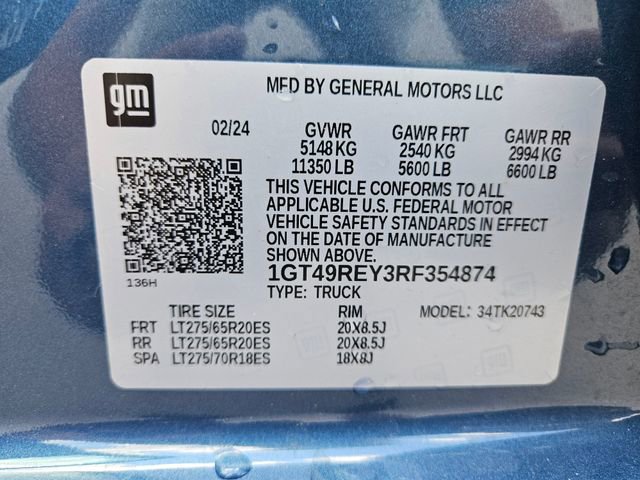 gm
MFD BY GENERAL MOTORS LLC
02/24 GVWR GAWR FRT GAWR RR
5148 KG 2540 KG 2994 KG
11350 LB 5600 LB 6600 LB
THIS VEHICLE CONFORMS TO ALL
APPLICABLE U.S. FEDERAL MOTOR
VEHICLE SAFETY STANDARDS IN EFFECT
ON THE DATE OF MANUFACTURE
SHOWN ABOVE.
136H
1GT49REY3RF354874
TYPE: TRUCK
TIRE SIZE RIM MODEL: 34TK20743
FRT LT275/65R20ES 20X8.5J
RR LT275/65R20ES 20X8.5J
SPA LT275/70R18ES 18X8J